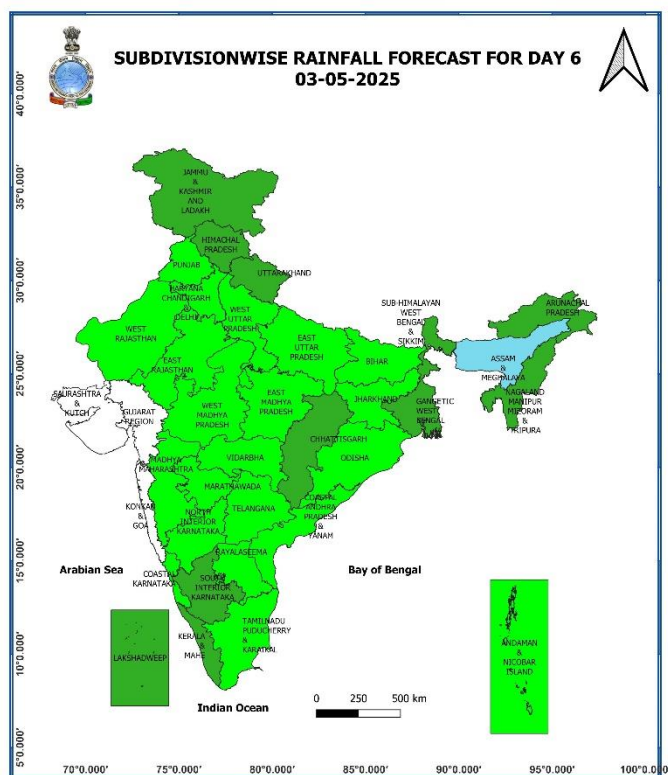 SUBDIVISIONWISE RAINFALL FORECAST FOR DAY 6
03-05-2025
40°0.000'
35°0.000'
30°0.000'
25°0.000'
20°0.000'
15°0.000'
10°0.000'
5°0.000'
JAMMU
&
KASHMIR
AND
LADAKH
HIMACHAL
PRADESH
UTTARAKHAND
PUNJAB
HARYANA
CHANDIGARH
&
DELHI
WEST
UTTAR
PRADESH
WEST
RAJASTHAN
EAST
RAJASTHAN
EAST
UTTAR
PRADESH
SUB-HIMALAYAN
WEST
BENGAL
&
SIKKIM
ARUNACHAL
PRADESH
ASSAM
&
MEGHALAYA
NAGALAND
MANIPUR
MIZORAM
&
TRIPURA
BIHAR
JHARKHAND
GANGETIC
WEST
BENGAL
SAURASHTRA
&
KUTCH
GUJARAT
REGION
WEST
MADHYA
PRADESH
EAST
MADHYA
PRADESH
CHHATTISGARH
ODISHA
MADHYA
MAHARASHTRA
VIDARBHA
MARATHWADA
KONKAN
&
GOA
NORTH
INTERIOR
KARNATAKA
TELANGANA
COASTAL
ANDHRA
PRADESH
&
YANAM
RAYALASEEMA
COASTAL
KARNATAKA
SOUTH
INTERIOR
KARNATAKA
Arabian Sea
Bay of Bengal
LAKSHADWEEP
KERALA
&
MAHE
TAMILNADU
PUDUCHERRY
&
KARAIKAL
ANDAMAN
&
NICOBAR
ISLAND
Indian Ocean
0 250 500 km
70°0.000' 75°0.000' 80°0.000' 85°0.000' 90°0.000' 95°0.000' 100°0.000'